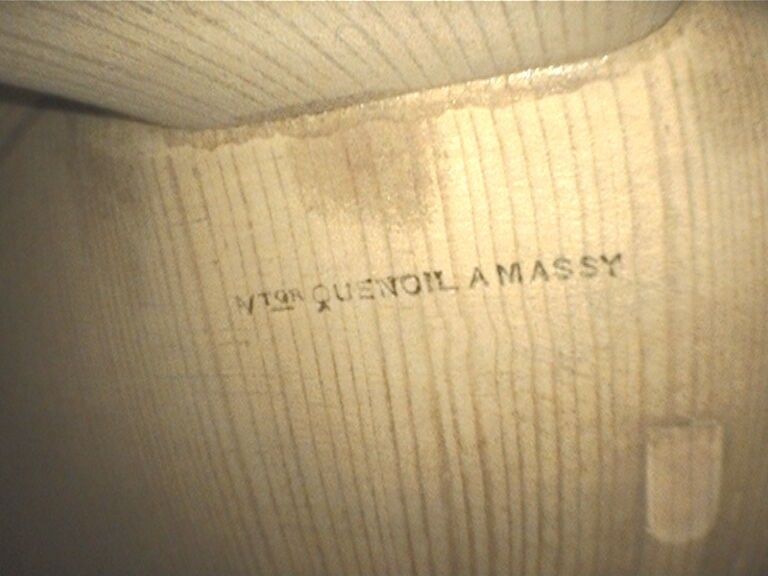 Vᵀᴼᴿ QUENOIL A MASSY